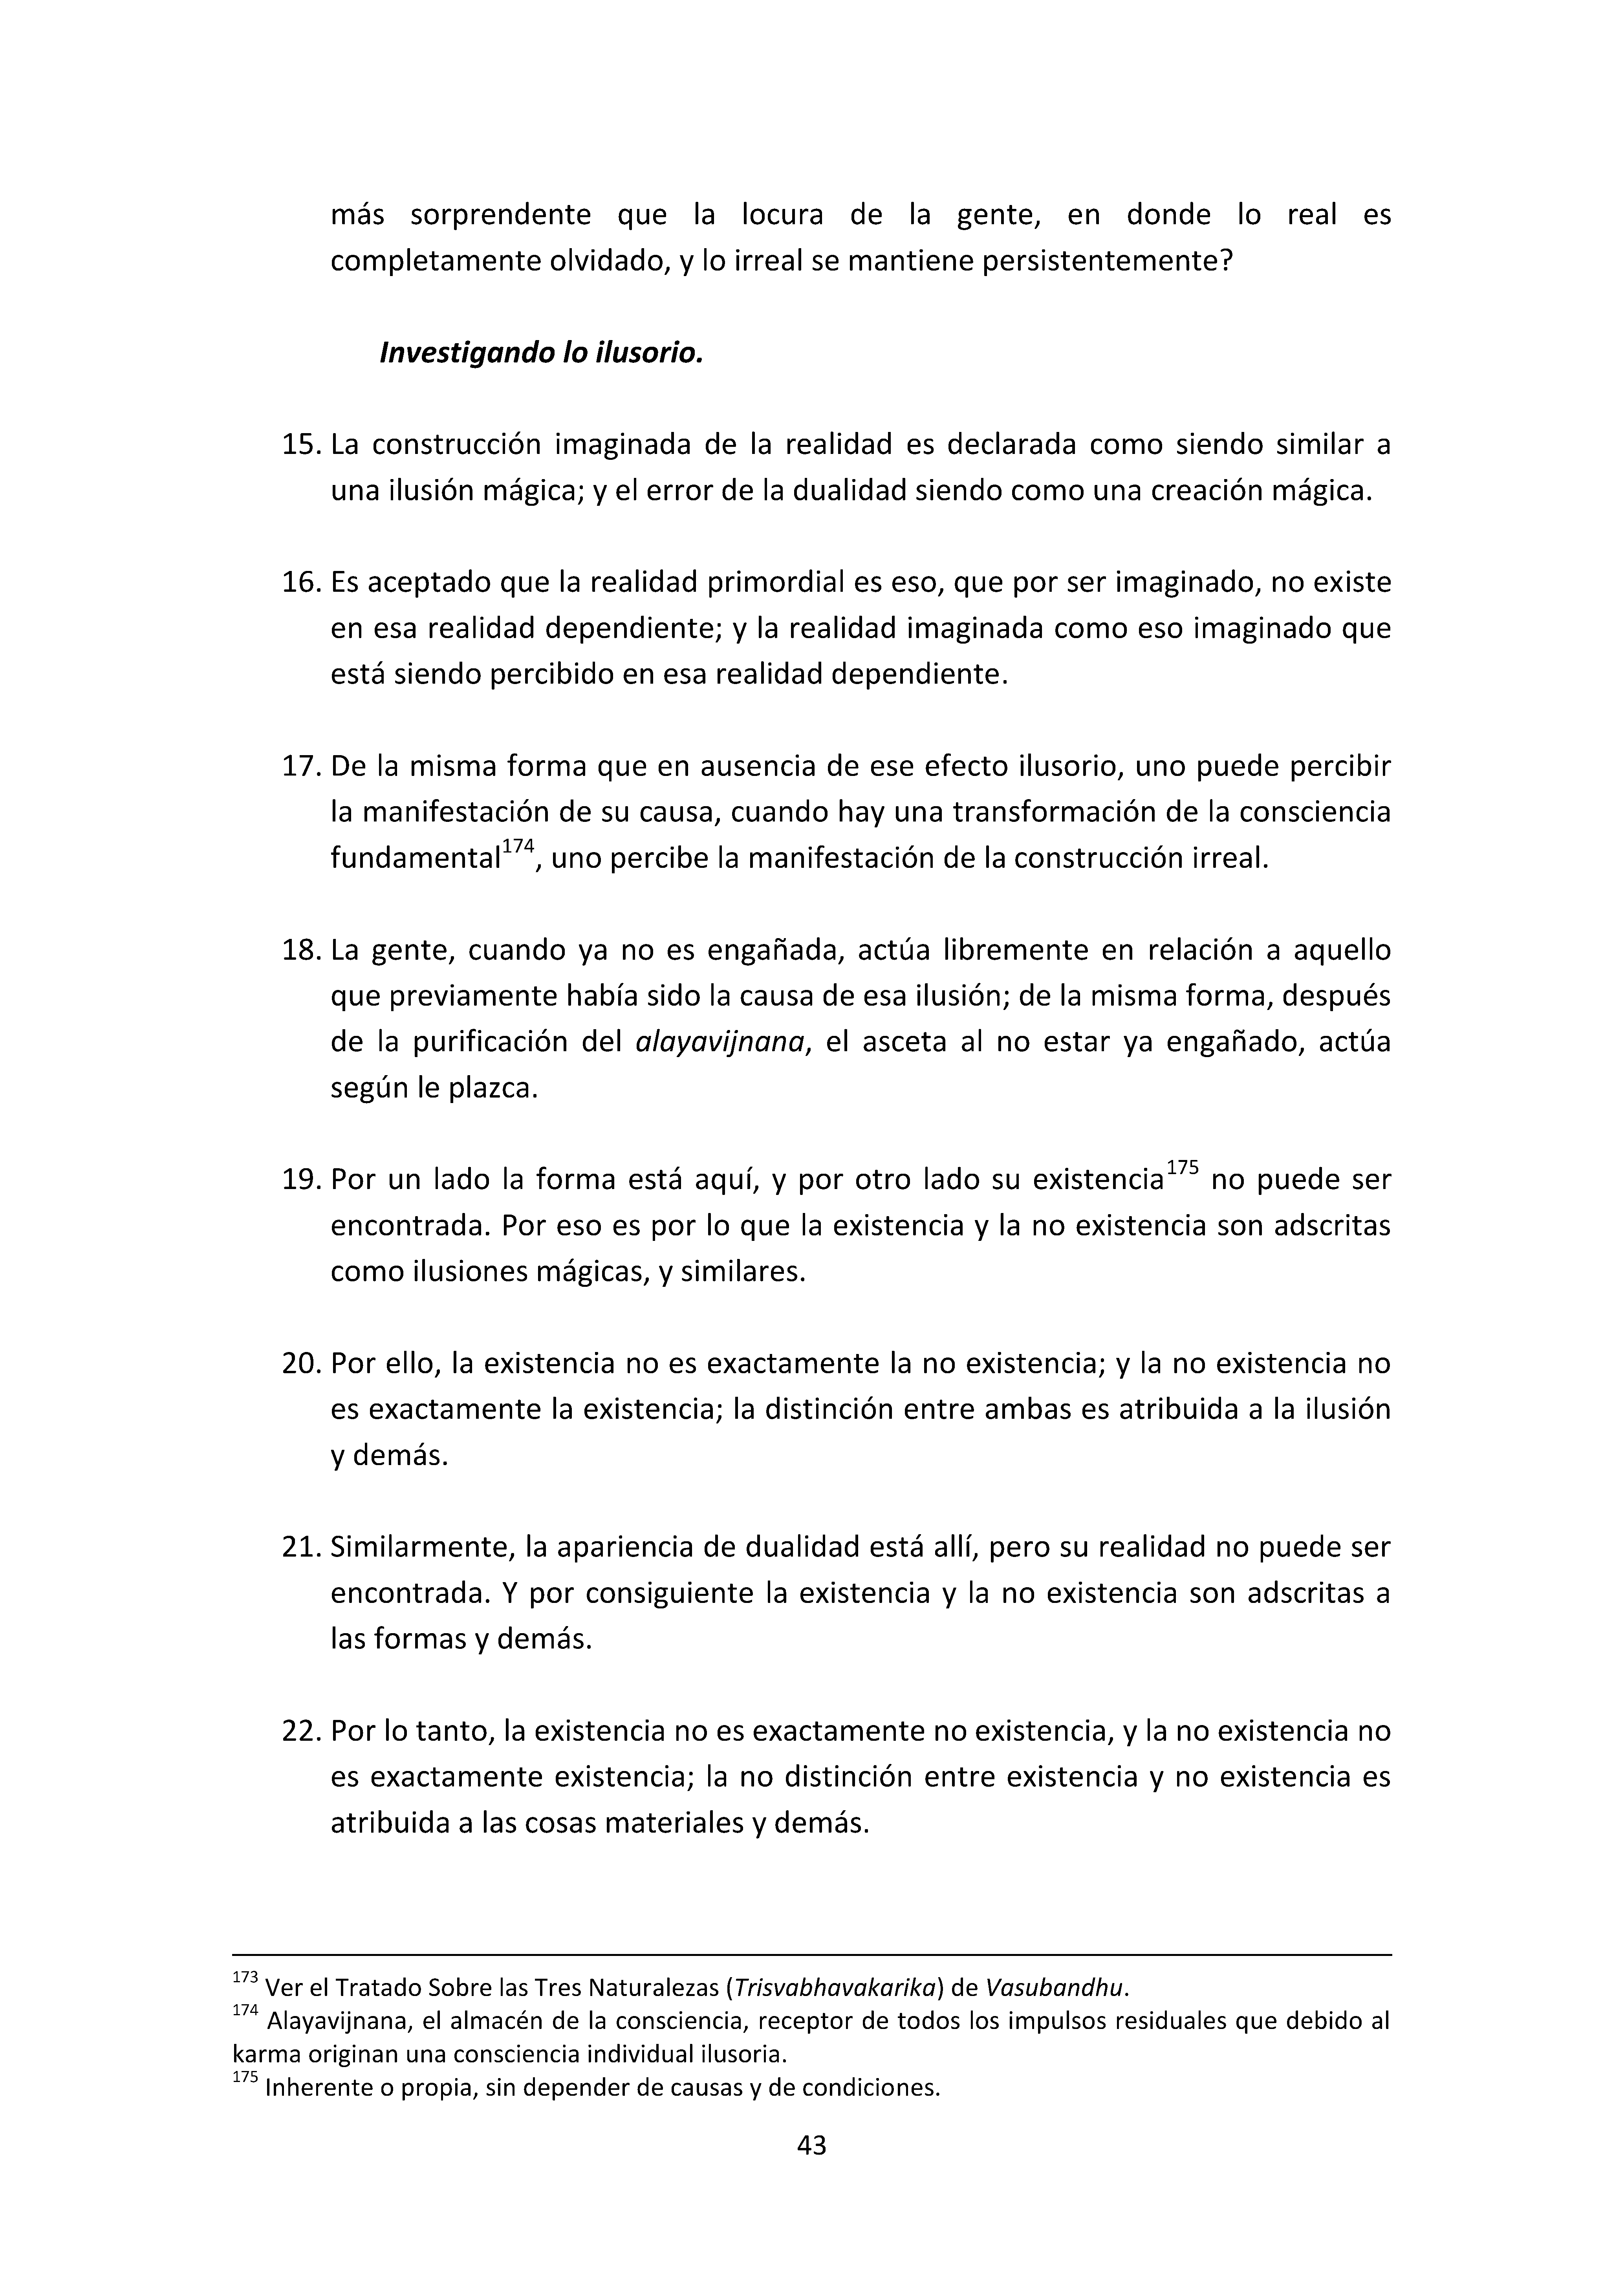 más sorprendente que la locura de la gente, en donde lo real es
completamente olvidado, y lo irreal se mantiene persistentemente?
Investigando lo ilusorio.
15. La construcción imaginada de la realidad es declarada como siendo similar a
una ilusión mágica; y el error de la dualidad siendo como una creación mágica.
16. Es aceptado que la realidad primordial es eso, que por ser imaginado, no existe
en esa realidad dependiente; y la realidad imaginada como eso imaginado que
está siendo percibido en esa realidad dependiente.
17. De la misma forma que en ausencia de ese efecto ilusorio, uno puede percibir
la manifestación de su causa, cuando hay una transformación de la consciencia
fundamental174, uno percibe la manifestación de la construcción irreal.
18. La gente, cuando ya no es engañada, actúa libremente en relación a aquello
que previamente había sido la causa de esa ilusión; de la misma forma, después
de la purificación del alayavijnana, el asceta al no estar ya engañado, actúa
según le plazca.
19. Por un lado la forma está aquí, y por otro lado su existencia175 no puede ser
encontrada. Por eso es por lo que la existencia y la no existencia son adscritas
como ilusiones mágicas, y similares.
20. Por ello, la existencia no es exactamente la no existencia; y la no existencia no
es exactamente la existencia; la distinción entre ambas es atribuida a la ilusión
y demás.
21. Similarmente, la apariencia de dualidad está allí, pero su realidad no puede ser
encontrada. Y por consiguiente la existencia y la no existencia son adscritas a
las formas y demás.
22. Por lo tanto, la existencia no es exactamente no existencia, y la no existencia no
es exactamente existencia; la no distinción entre existencia y no existencia es
atribuida a las cosas materiales y demás.
173 Ver el Tratado Sobre las Tres Naturalezas (Trisvabhavakarika) de Vasubandhu.
174 Alayavijnana, el almacén de la consciencia, receptor de todos los impulsos residuales que debido al
karma originan una consciencia individual ilusoria.
175 Inherente o propia, sin depender de causas y de condiciones.
43